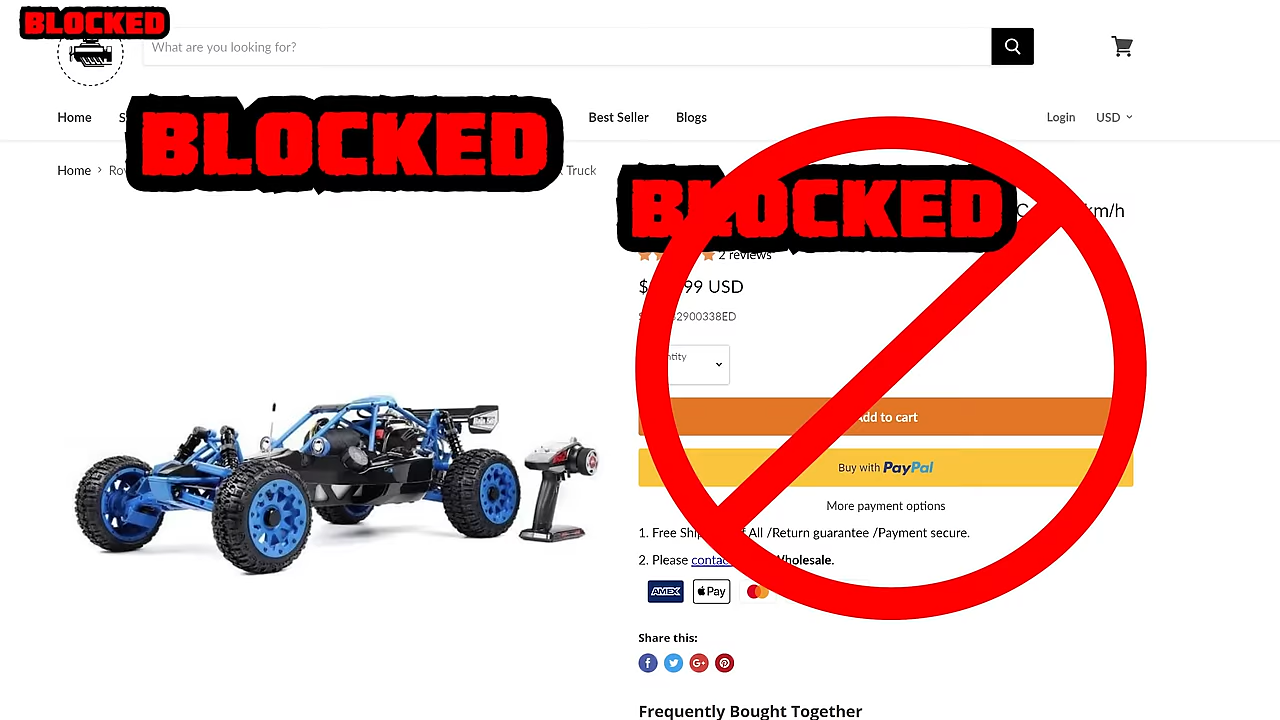 BLOCKED
What are you looking for?
Home
BLOCKED
Best Seller
Blogs
Login
USD
Home
Truck
BLOCKED
km/h
2 reviews
99 USD
2900338ED
Add to cart
Buy with PayPal
More payment options
1. Free All /Return guarantee /Payment secure.
2. Please Wholesale.
AMEX
Pay
Share this:
Frequently Bought Together